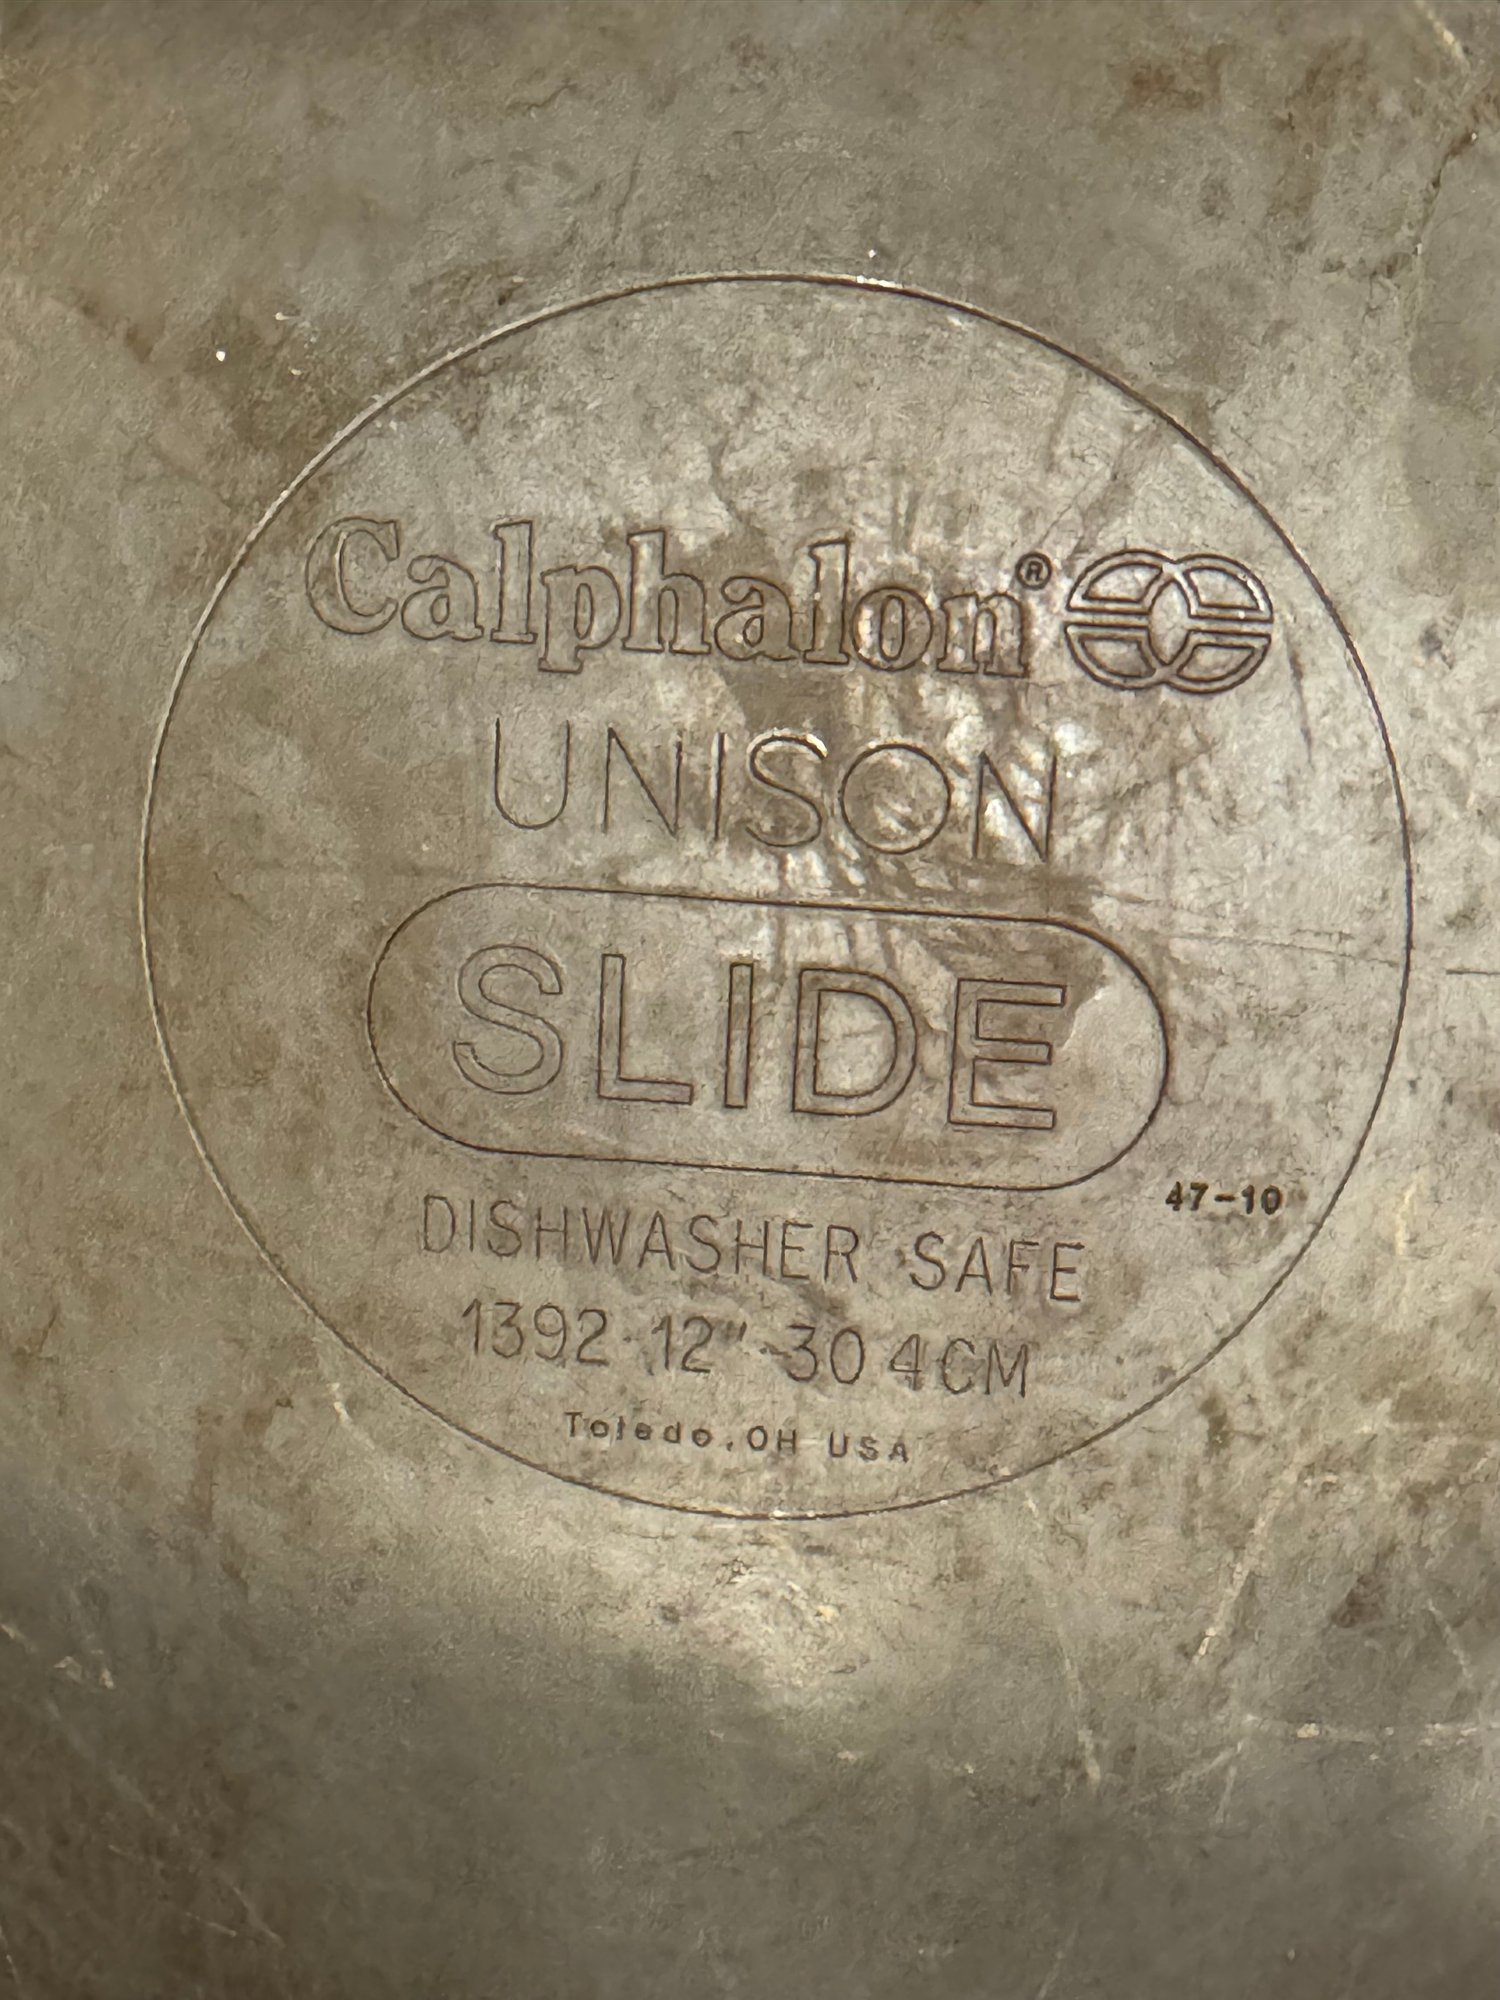 Calphalon®
UNISON
SLIDE
47-10
DISHWASHER SAFE
1392 12" 30 4CM
Toledo, OH USA